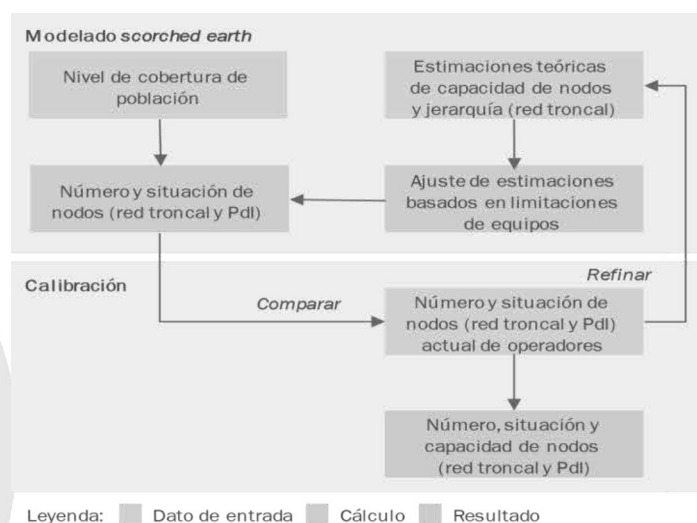 Modelado scorched earth
Nivel de cobertura de
población
Estimaciones teóricas
de capacidad de nodos
y jerarquía (red troncal)
Número y situación de
nodos (red troncal y PdI)
Ajuste de estimaciones
basados en limitaciones
de equipos
Calibración
Comparar
Refinar
Número y situación de
nodos (red troncal y PdI)
actual de operadores
Número, situación y
capacidad de nodos
(red troncal y PdI)
Leyenda: Dato de entrada Cálculo Resultado